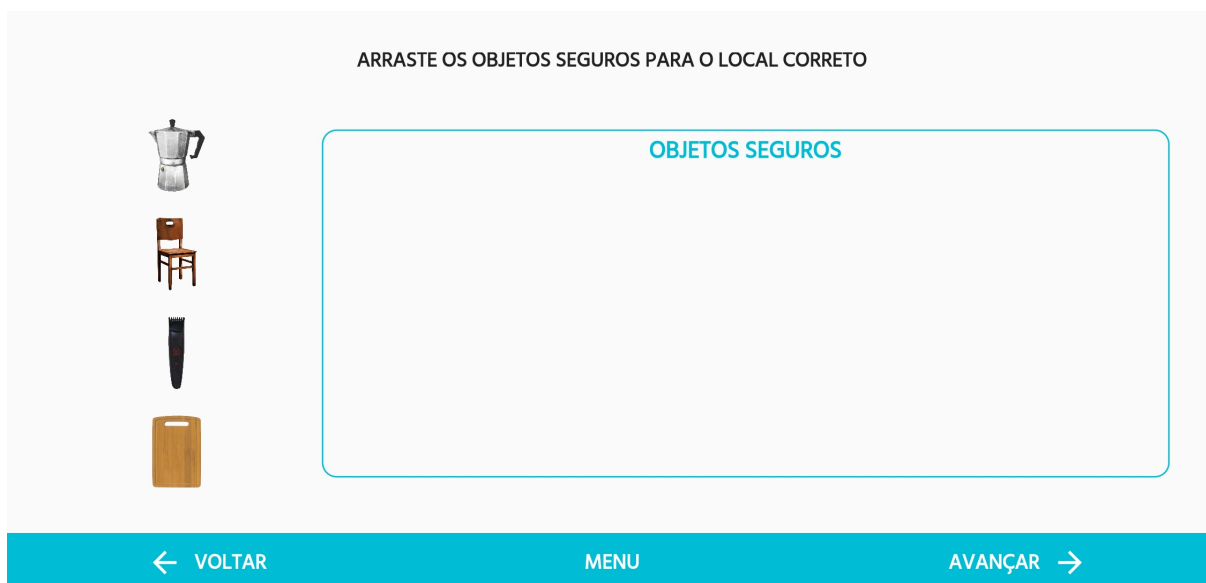 ARRASTE OS OBJETOS SEGUROS PARA O LOCAL CORRETO
OBJETOS SEGUROS
VOLTAR
MENU
AVANÇAR